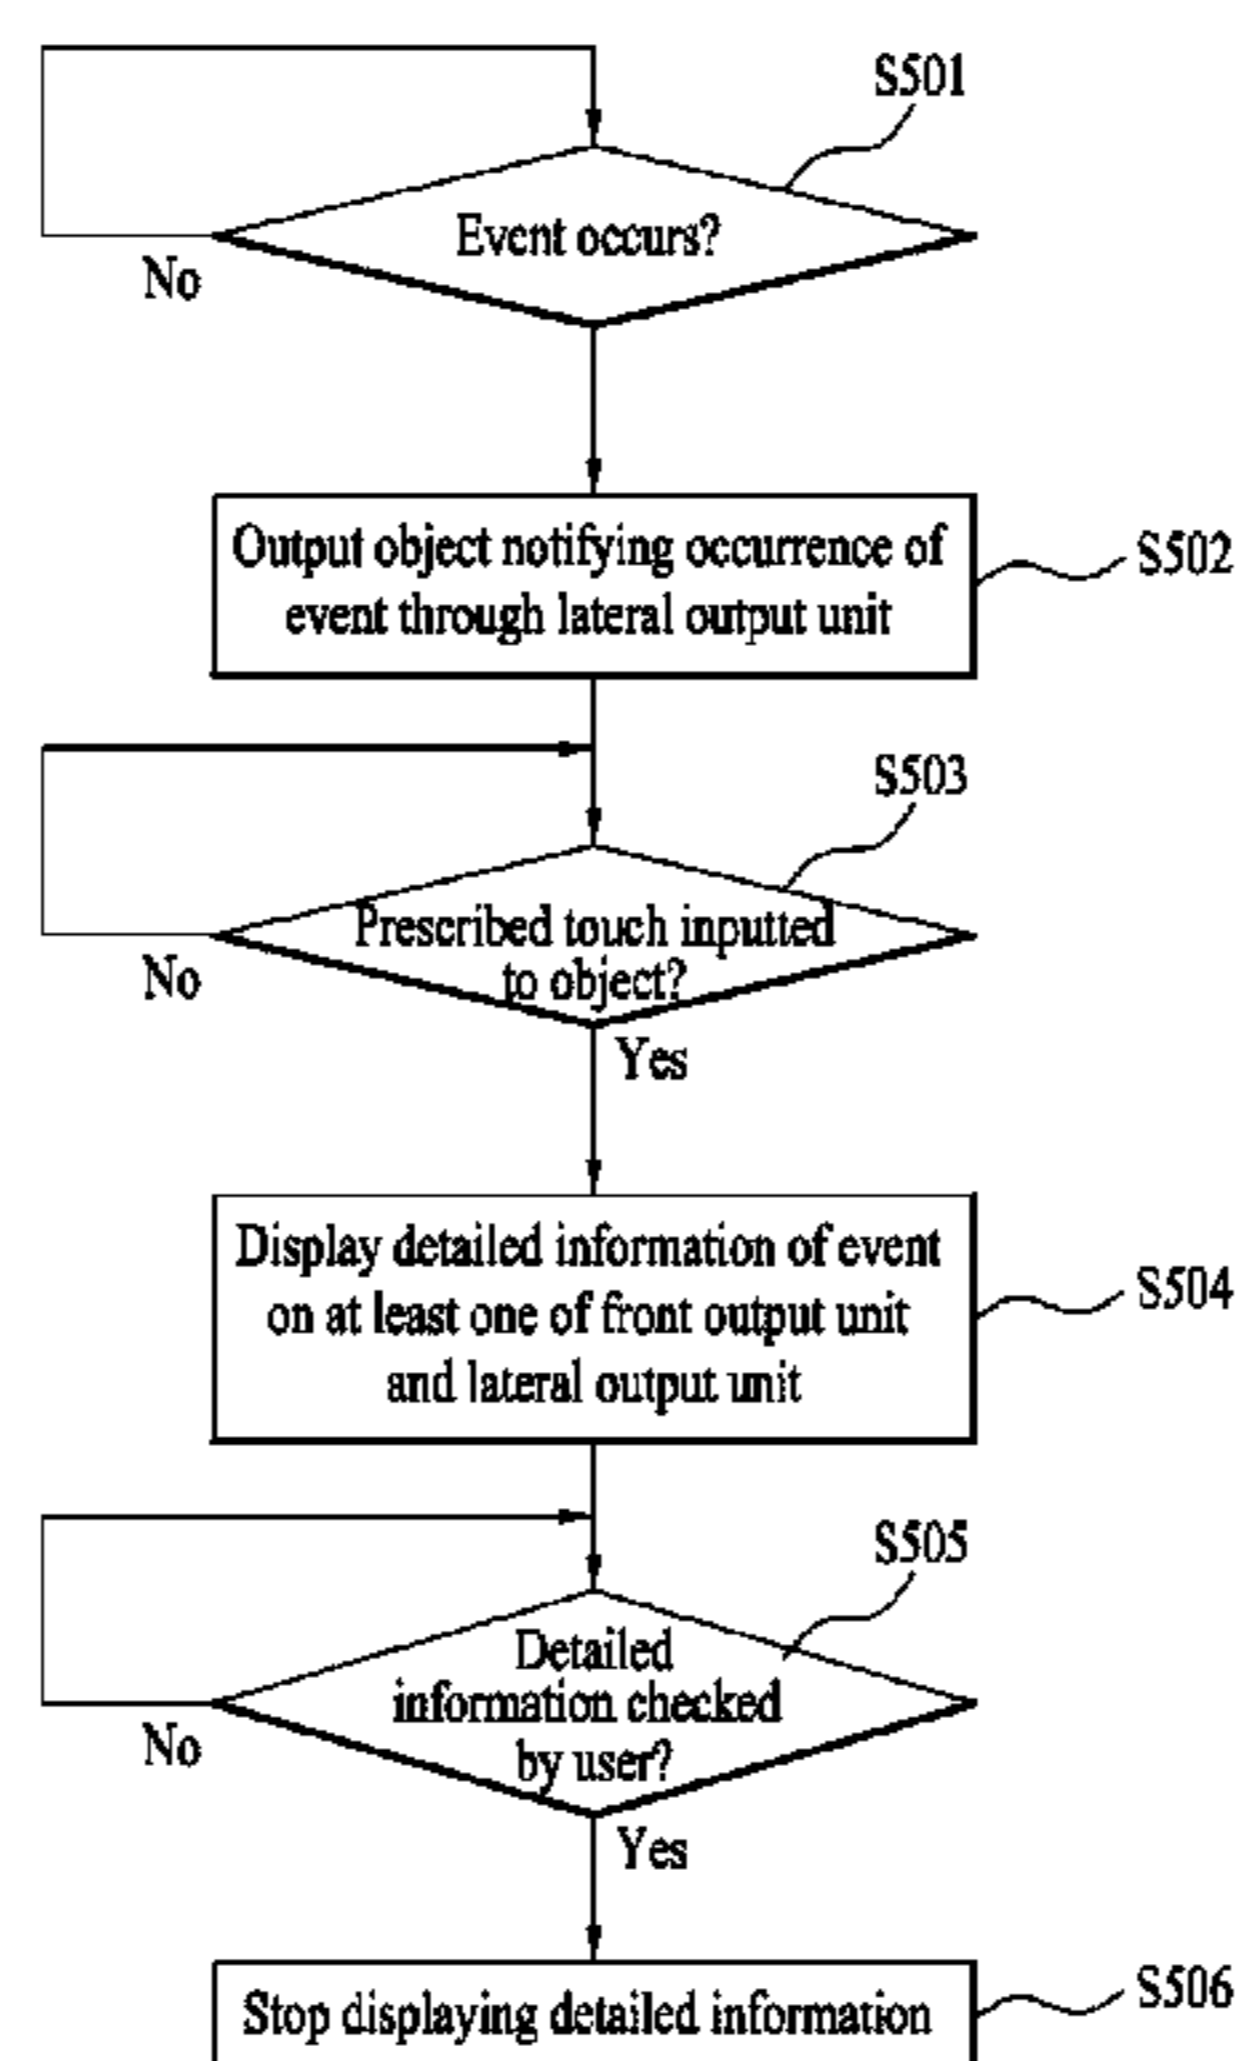 S501
Event occurs?
No
Output object notifying occurrence of
event through lateral output unit
S502
S503
Prescribed touch inputted
to object?
No
Yes
Display detailed information of event
on at least one of front output unit
and lateral output unit
S504
S505
Detailed
information checked
by user?
No
Yes
Stop displaying detailed information
S506